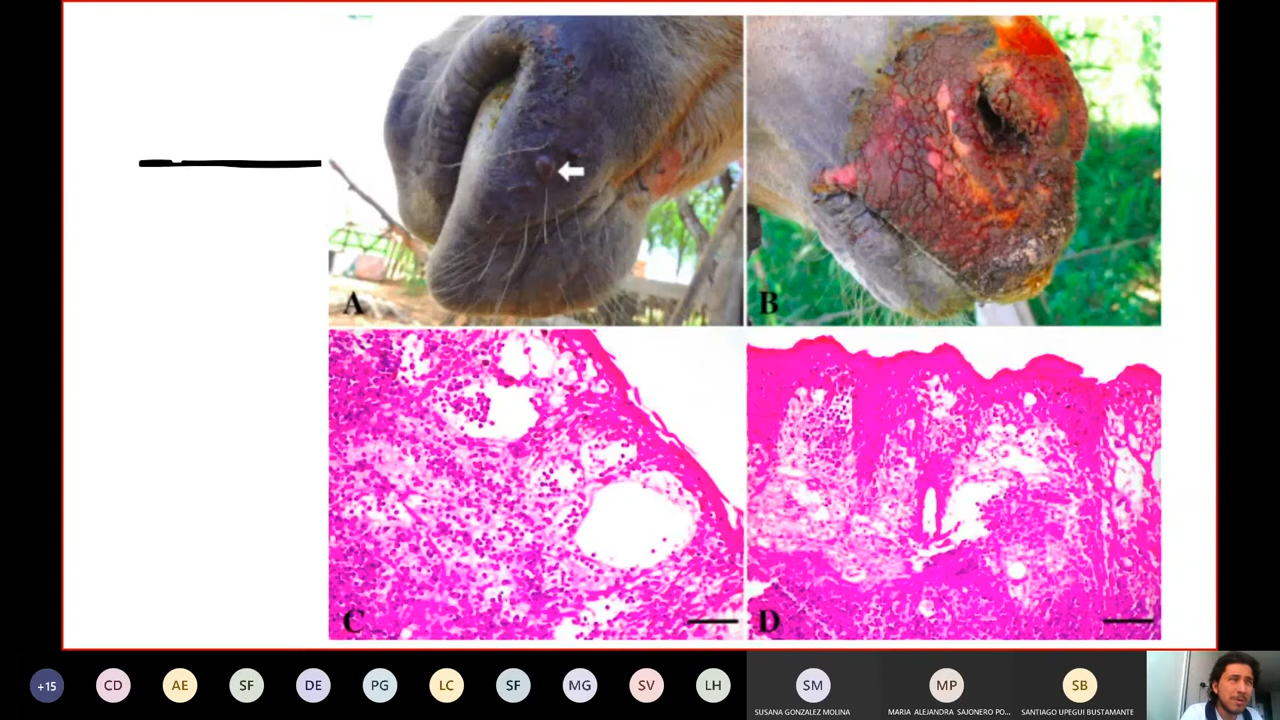 A
B
C
D
+15
CD
AE
SF
DE
PG
LC
SF
MG
SV
LH
SM
MP
SB
SUSANA GONZALEZ MOLINA
MARIA ALEJANDRA SAJONERO PO...
SANTIAGO UPEGUI BUSTAMANTE